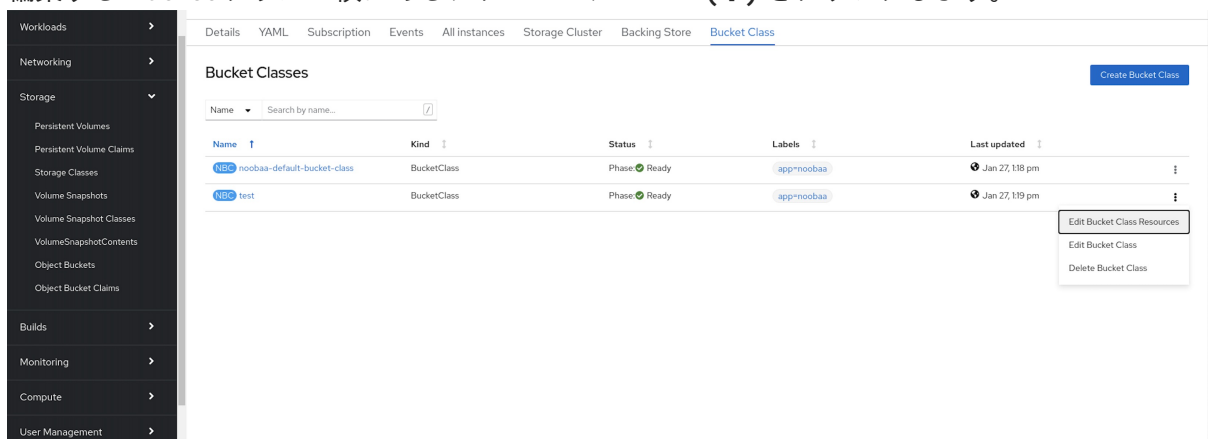 Workloads
Details YAML Subscription Events All instances Storage Cluster Backing Store Bucket Class
Networking
Bucket Classes
Create Bucket Class
Storage
Name Search by name... /
Persistent Volumes
Persistent Volume Claims
Name Kind Status Labels Last updated
Storage Classes
NBC noobaa-default-bucket-class BucketClass Phase: Ready app=noobaa Jan 27, 1:18 pm
Volume Snapshots
NBC test BucketClass Phase: Ready app=noobaa Jan 27, 1:19 pm
Volume Snapshot Classes
Edit Bucket Class Resources
VolumeSnapshotContents
Edit Bucket Class
Object Buckets
Delete Bucket Class
Object Bucket Claims
Builds
Monitoring
Compute
User Management